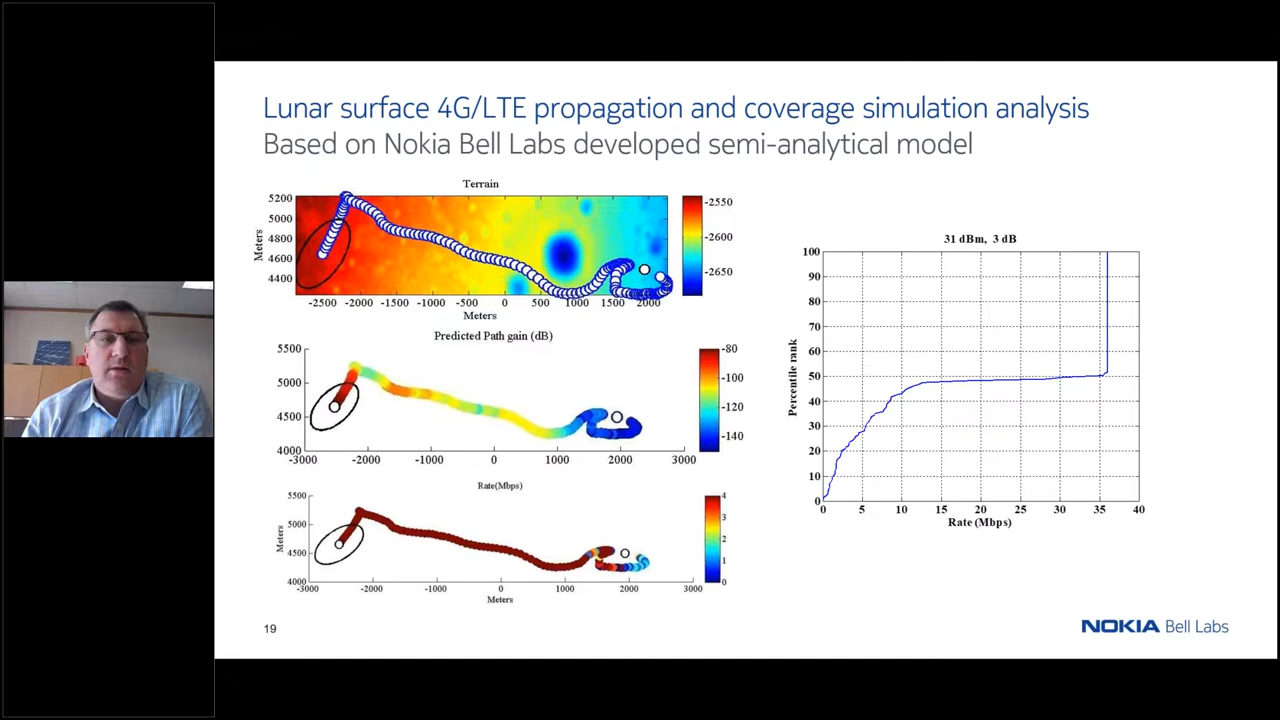 Lunar surface 4G/LTE propagation and coverage simulation analysis
Based on Nokia Bell Labs developed semi-analytical model
Terrain
5200
5000
4800
4600
4400
Meters
-2500 -2000 -1500 -1000 -500 0 500 1000 1500 2000
Meters
-2550
-2600
-2650
Predicted Path gain (dB)
5500
5000
4500
4000
-3000 -2000 -1000 0 1000 2000 3000
-80
-100
-120
-140
Rate(Mbps)
5500
5000
4500
4000
Meters
-3000 -2000 -1000 0 1000 2000 3000
Meters
4
3
2
1
0
31 dBm, 3 dB
100
90
80
70
60
50
40
30
20
10
0
Percentile rank
0 5 10 15 20 25 30 35 40
Rate (Mbps)
19
NOKIA Bell Labs